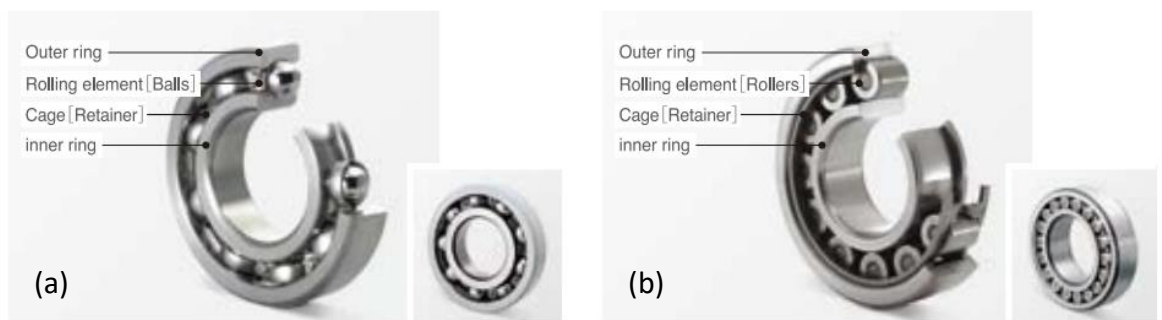 Outer ring
Rolling element [Balls]
Cage [Retainer]
inner ring
(a)
Outer ring
Rolling element [Rollers]
Cage [Retainer]
inner ring
(b)